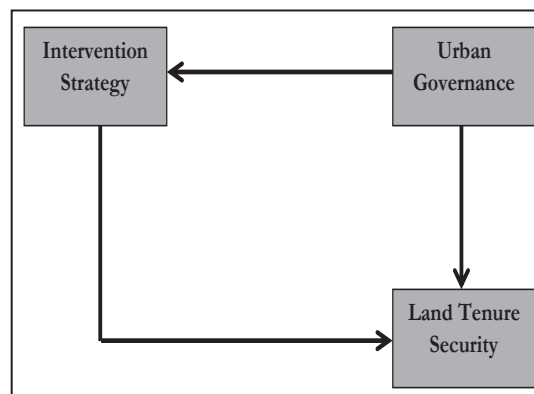 Intervention
Strategy
Urban
Governance
Land Tenure
Security